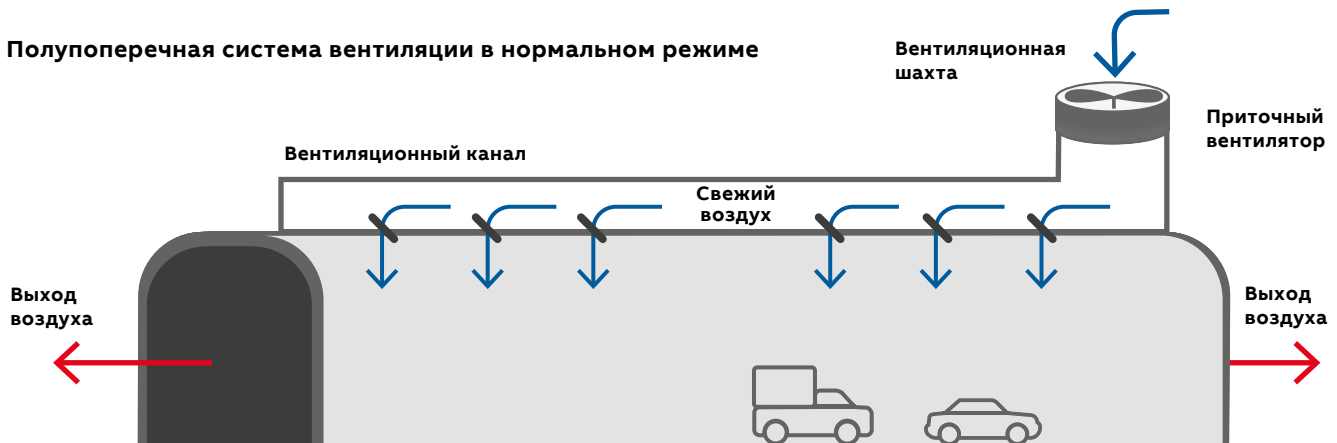 Полупоперечная система вентиляции в нормальном режиме
Вентиляционная
шахта
Приточный
вентилятор
Вентиляционный канал
Свежий
воздух
Выход
воздуха
Выход
воздуха